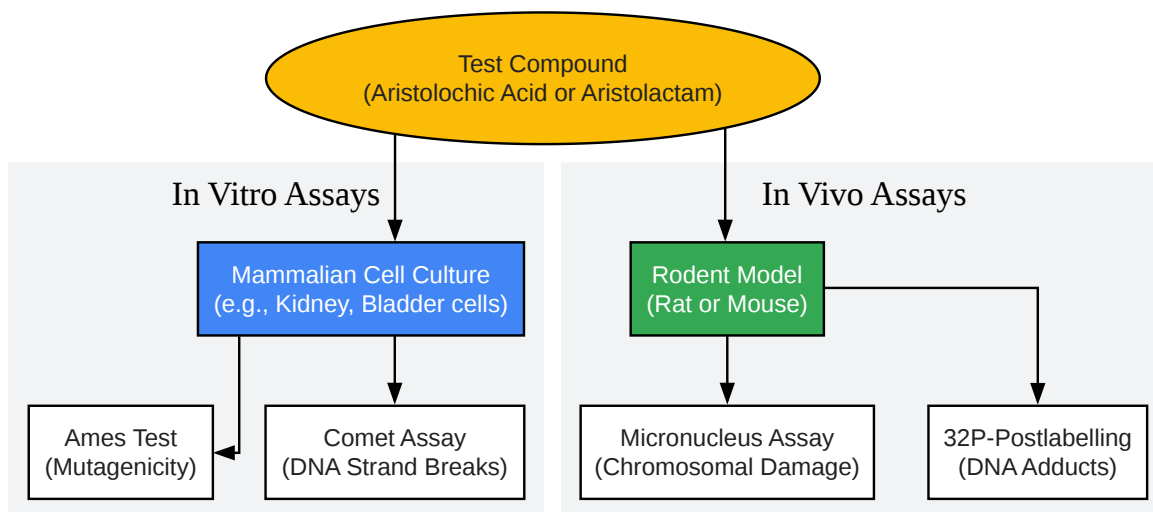 Test Compound
(Aristolochic Acid or Aristolactam)
In Vitro Assays
In Vivo Assays
Mammalian Cell Culture
(e.g., Kidney, Bladder cells)
Rodent Model
(Rat or Mouse)
Ames Test
(Mutagenicity)
Comet Assay
(DNA Strand Breaks)
Micronucleus Assay
(Chromosomal Damage)
32P-Postlabelling
(DNA Adducts)